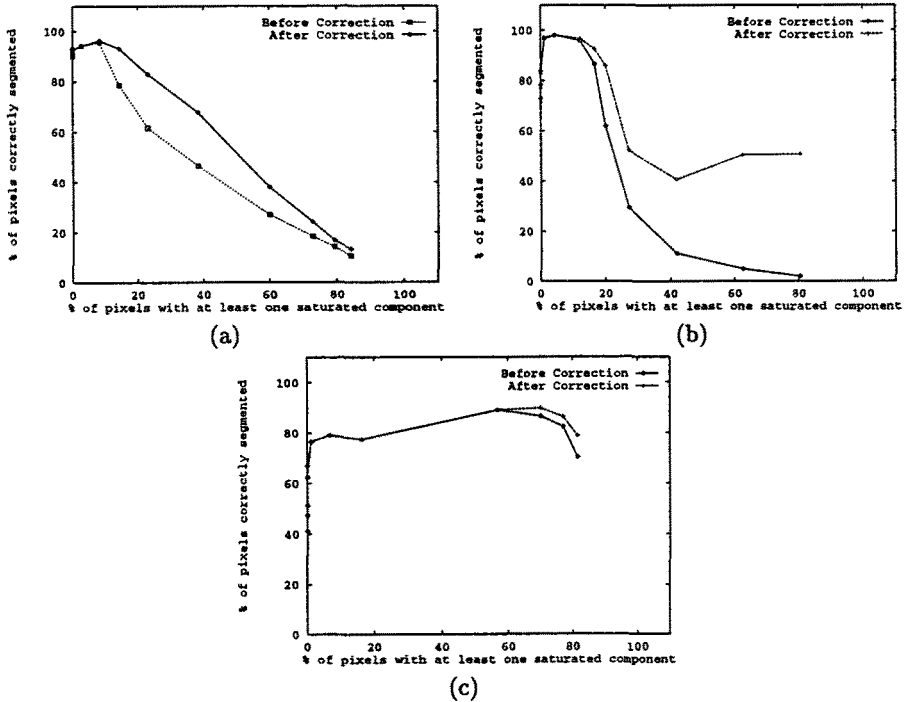 100
80
60
40
20
0
% of pixels correctly segmented
Before Correction
After Correction
0 20 40 60 80 100
% of pixels with at least one saturated component
(a)
100
80
60
40
20
0
% of pixels correctly segmented
Before Correction
After Correction
0 20 40 60 80 100
% of pixels with at least one saturated component
(b)
100
80
60
40
20
0
% of pixels correctly segmented
Before Correction
After Correction
0 20 40 60 80 100
% of pixels with at least one saturated component
(c)